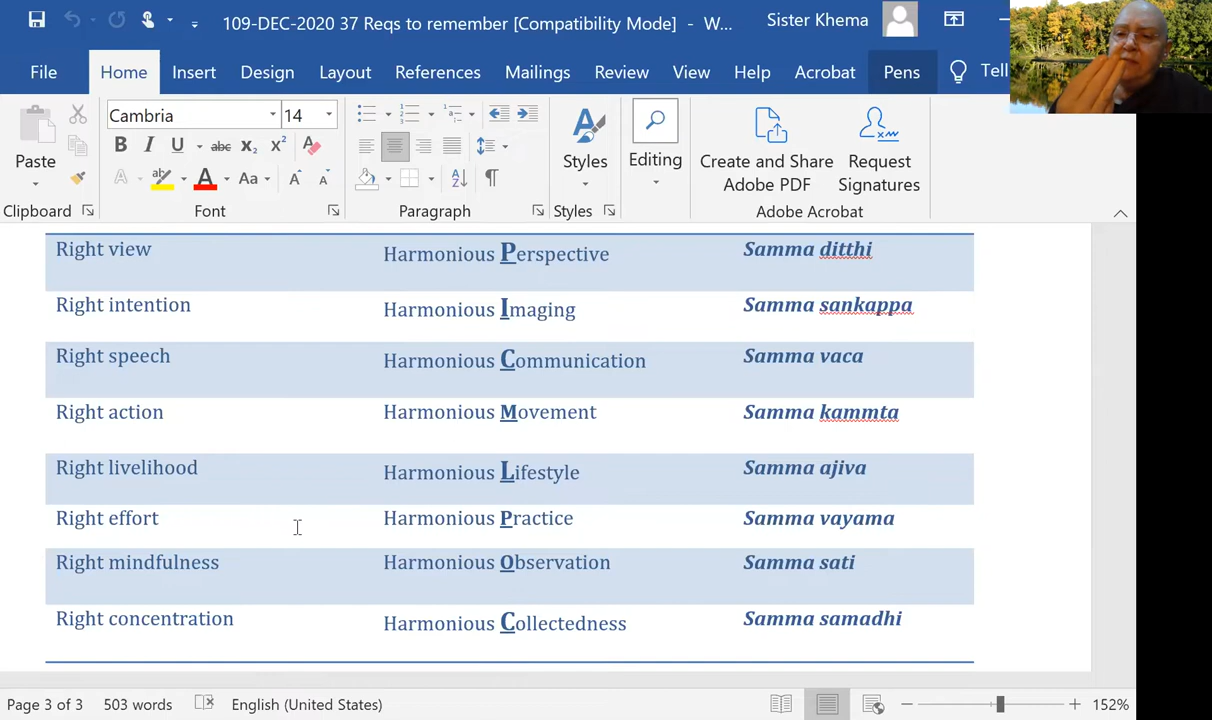 109-DEC-2020 37 Reqs to remember [Compatibility Mode] - W...
Sister Khema
File Home Insert Design Layout References Mailings Review View Help Acrobat Pens Tell
Cambria 14
Paste
B I U abc x₂ x² A
A ab A Aa A A
Styles
Editing
Create and Share Adobe PDF
Request Signatures
Clipboard Font Paragraph Styles Adobe Acrobat
Right view Harmonious Perspective Samma ditthi
Right intention Harmonious Imaging Samma sankappa
Right speech Harmonious Communication Samma vaca
Right action Harmonious Movement Samma kammta
Right livelihood Harmonious Lifestyle Samma ajiva
Right effort Harmonious Practice Samma vayama
Right mindfulness Harmonious Observation Samma sati
Right concentration Harmonious Collectedness Samma samadhi
Page 3 of 3 503 words English (United States) 152%